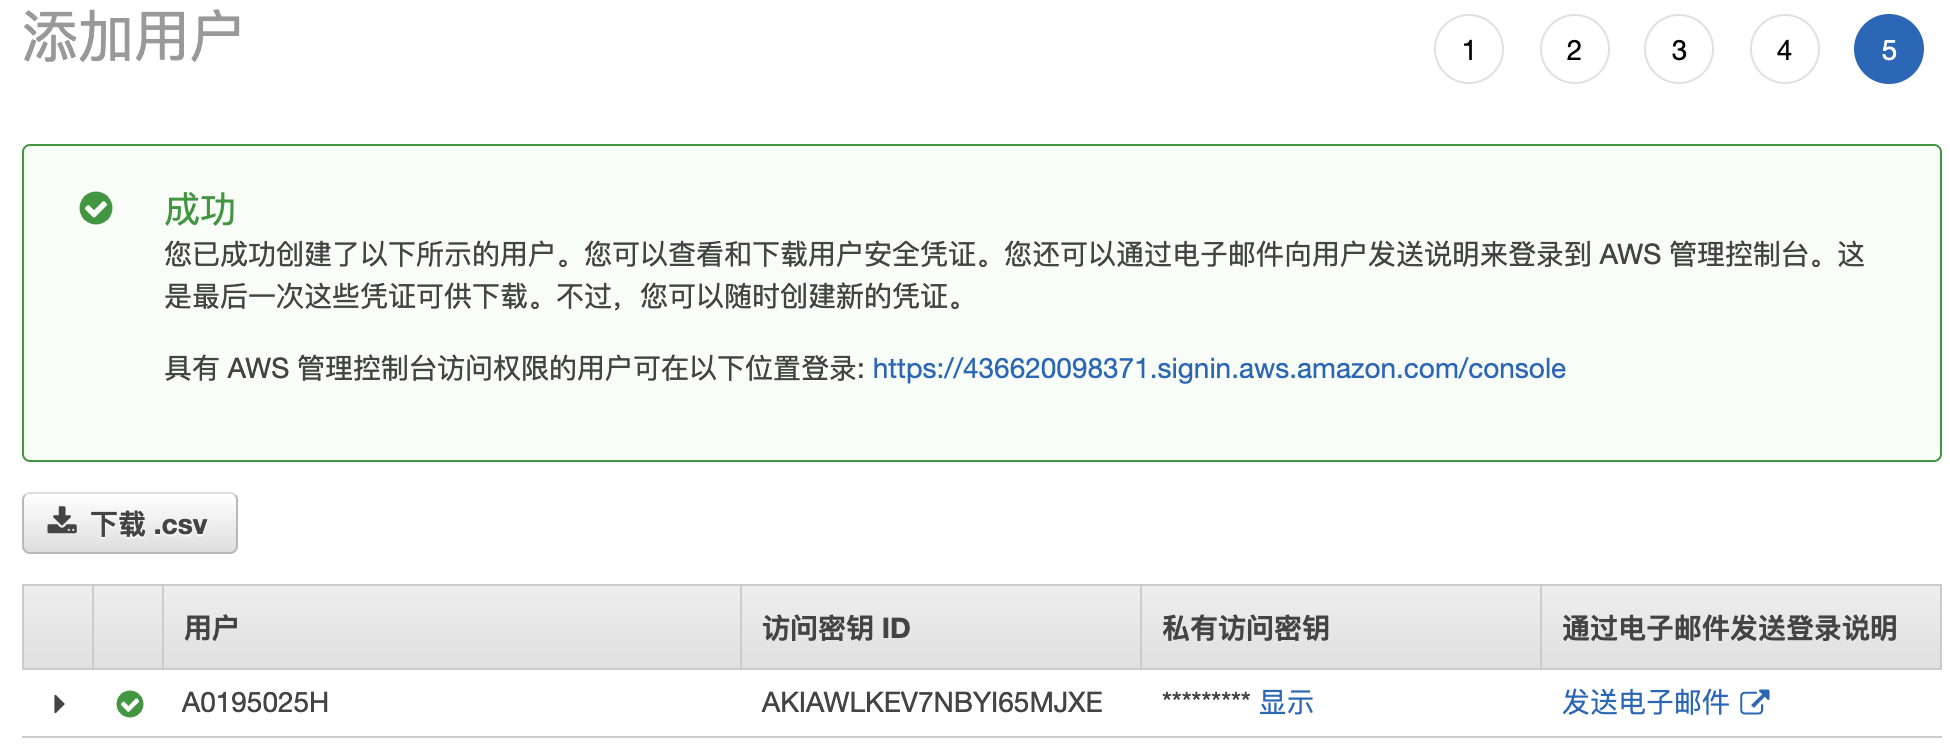 添加用户
1 2 3 4 5
成功
您已成功创建了以下所示的用户。您可以查看和下载用户安全凭证。您还可以通过电子邮件向用户发送说明来登录到 AWS 管理控制台。这
是最后一次这些凭证可供下载。不过，您可以随时创建新的凭证。
具有 AWS 管理控制台访问权限的用户可在以下位置登录: https://436620098371.signin.aws.amazon.com/console
下载 .csv
用户 访问密钥 ID 私有访问密钥 通过电子邮件发送登录说明
A0195025H AKIAWLKEV7NBYI65MJXE ********* 显示 发送电子邮件